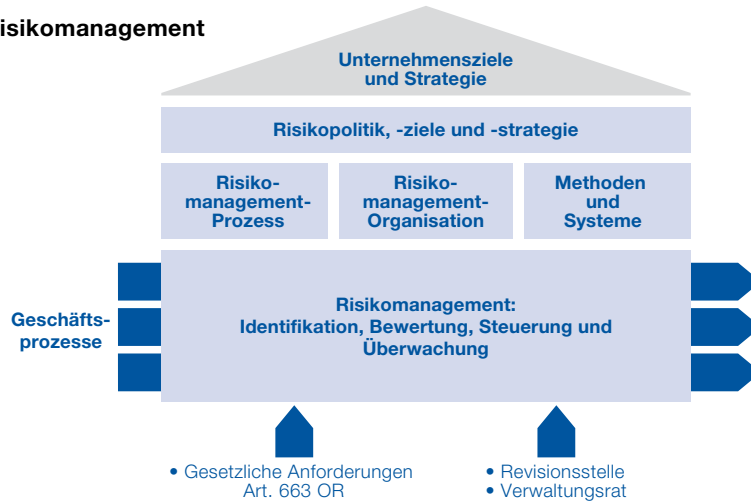 isikomanagement
Unternehmensziele
und Strategie
Risikopolitik, -ziele und -strategie
Risiko-
management-
Prozess
Risiko-
management-
Organisation
Methoden
und
Systeme
Geschäfts-
prozesse
Risikomanagement:
Identifikation, Bewertung, Steuerung und
Überwachung
• Gesetzliche Anforderungen
Art. 663 OR
• Revisionsstelle
• Verwaltungsrat